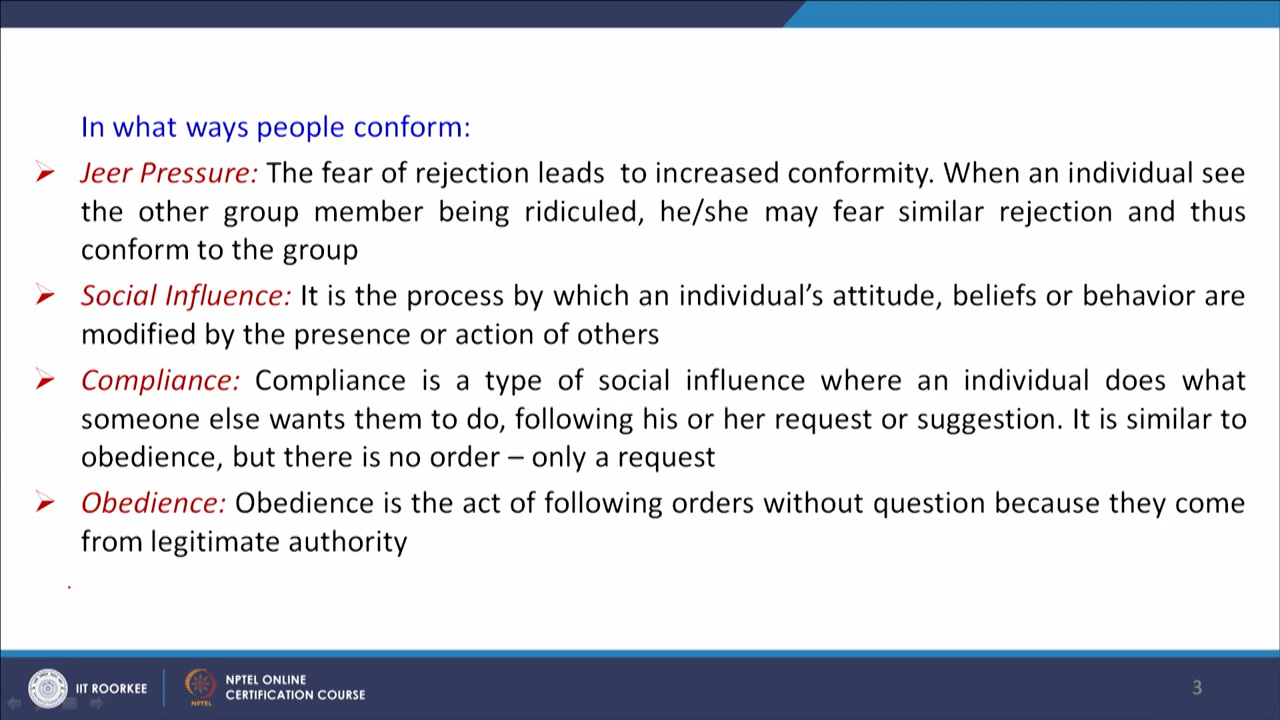 In what ways people conform:
Jeer Pressure: The fear of rejection leads to increased conformity. When an individual see
the other group member being ridiculed, he/she may fear similar rejection and thus
conform to the group
Social Influence: It is the process by which an individual’s attitude, beliefs or behavior are
modified by the presence or action of others
Compliance: Compliance is a type of social influence where an individual does what
someone else wants them to do, following his or her request or suggestion. It is similar to
obedience, but there is no order – only a request
Obedience: Obedience is the act of following orders without question because they come
from legitimate authority
IIT ROORKEE
NPTEL
NPTEL ONLINE
CERTIFICATION COURSE
3